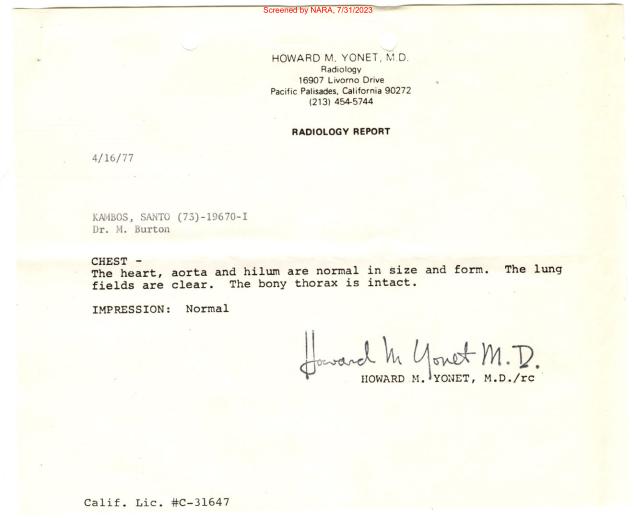 Screened by NARA, 7/31/2023
HOWARD M. YONET, M.D.
Radiology
16907 Livorno Drive
Pacific Palisades, California 90272
(213) 454-5744
RADIOLOGY REPORT
4/16/77
KAMBOS, SANTO (73)-19670-I
Dr. M. Burton
CHEST -
The heart, aorta and hilum are normal in size and form. The lung
fields are clear. The bony thorax is intact.
IMPRESSION: Normal
Howard M Yonet M.D.
HOWARD M. YONET, M.D./rc
Calif. Lic. #C-31647